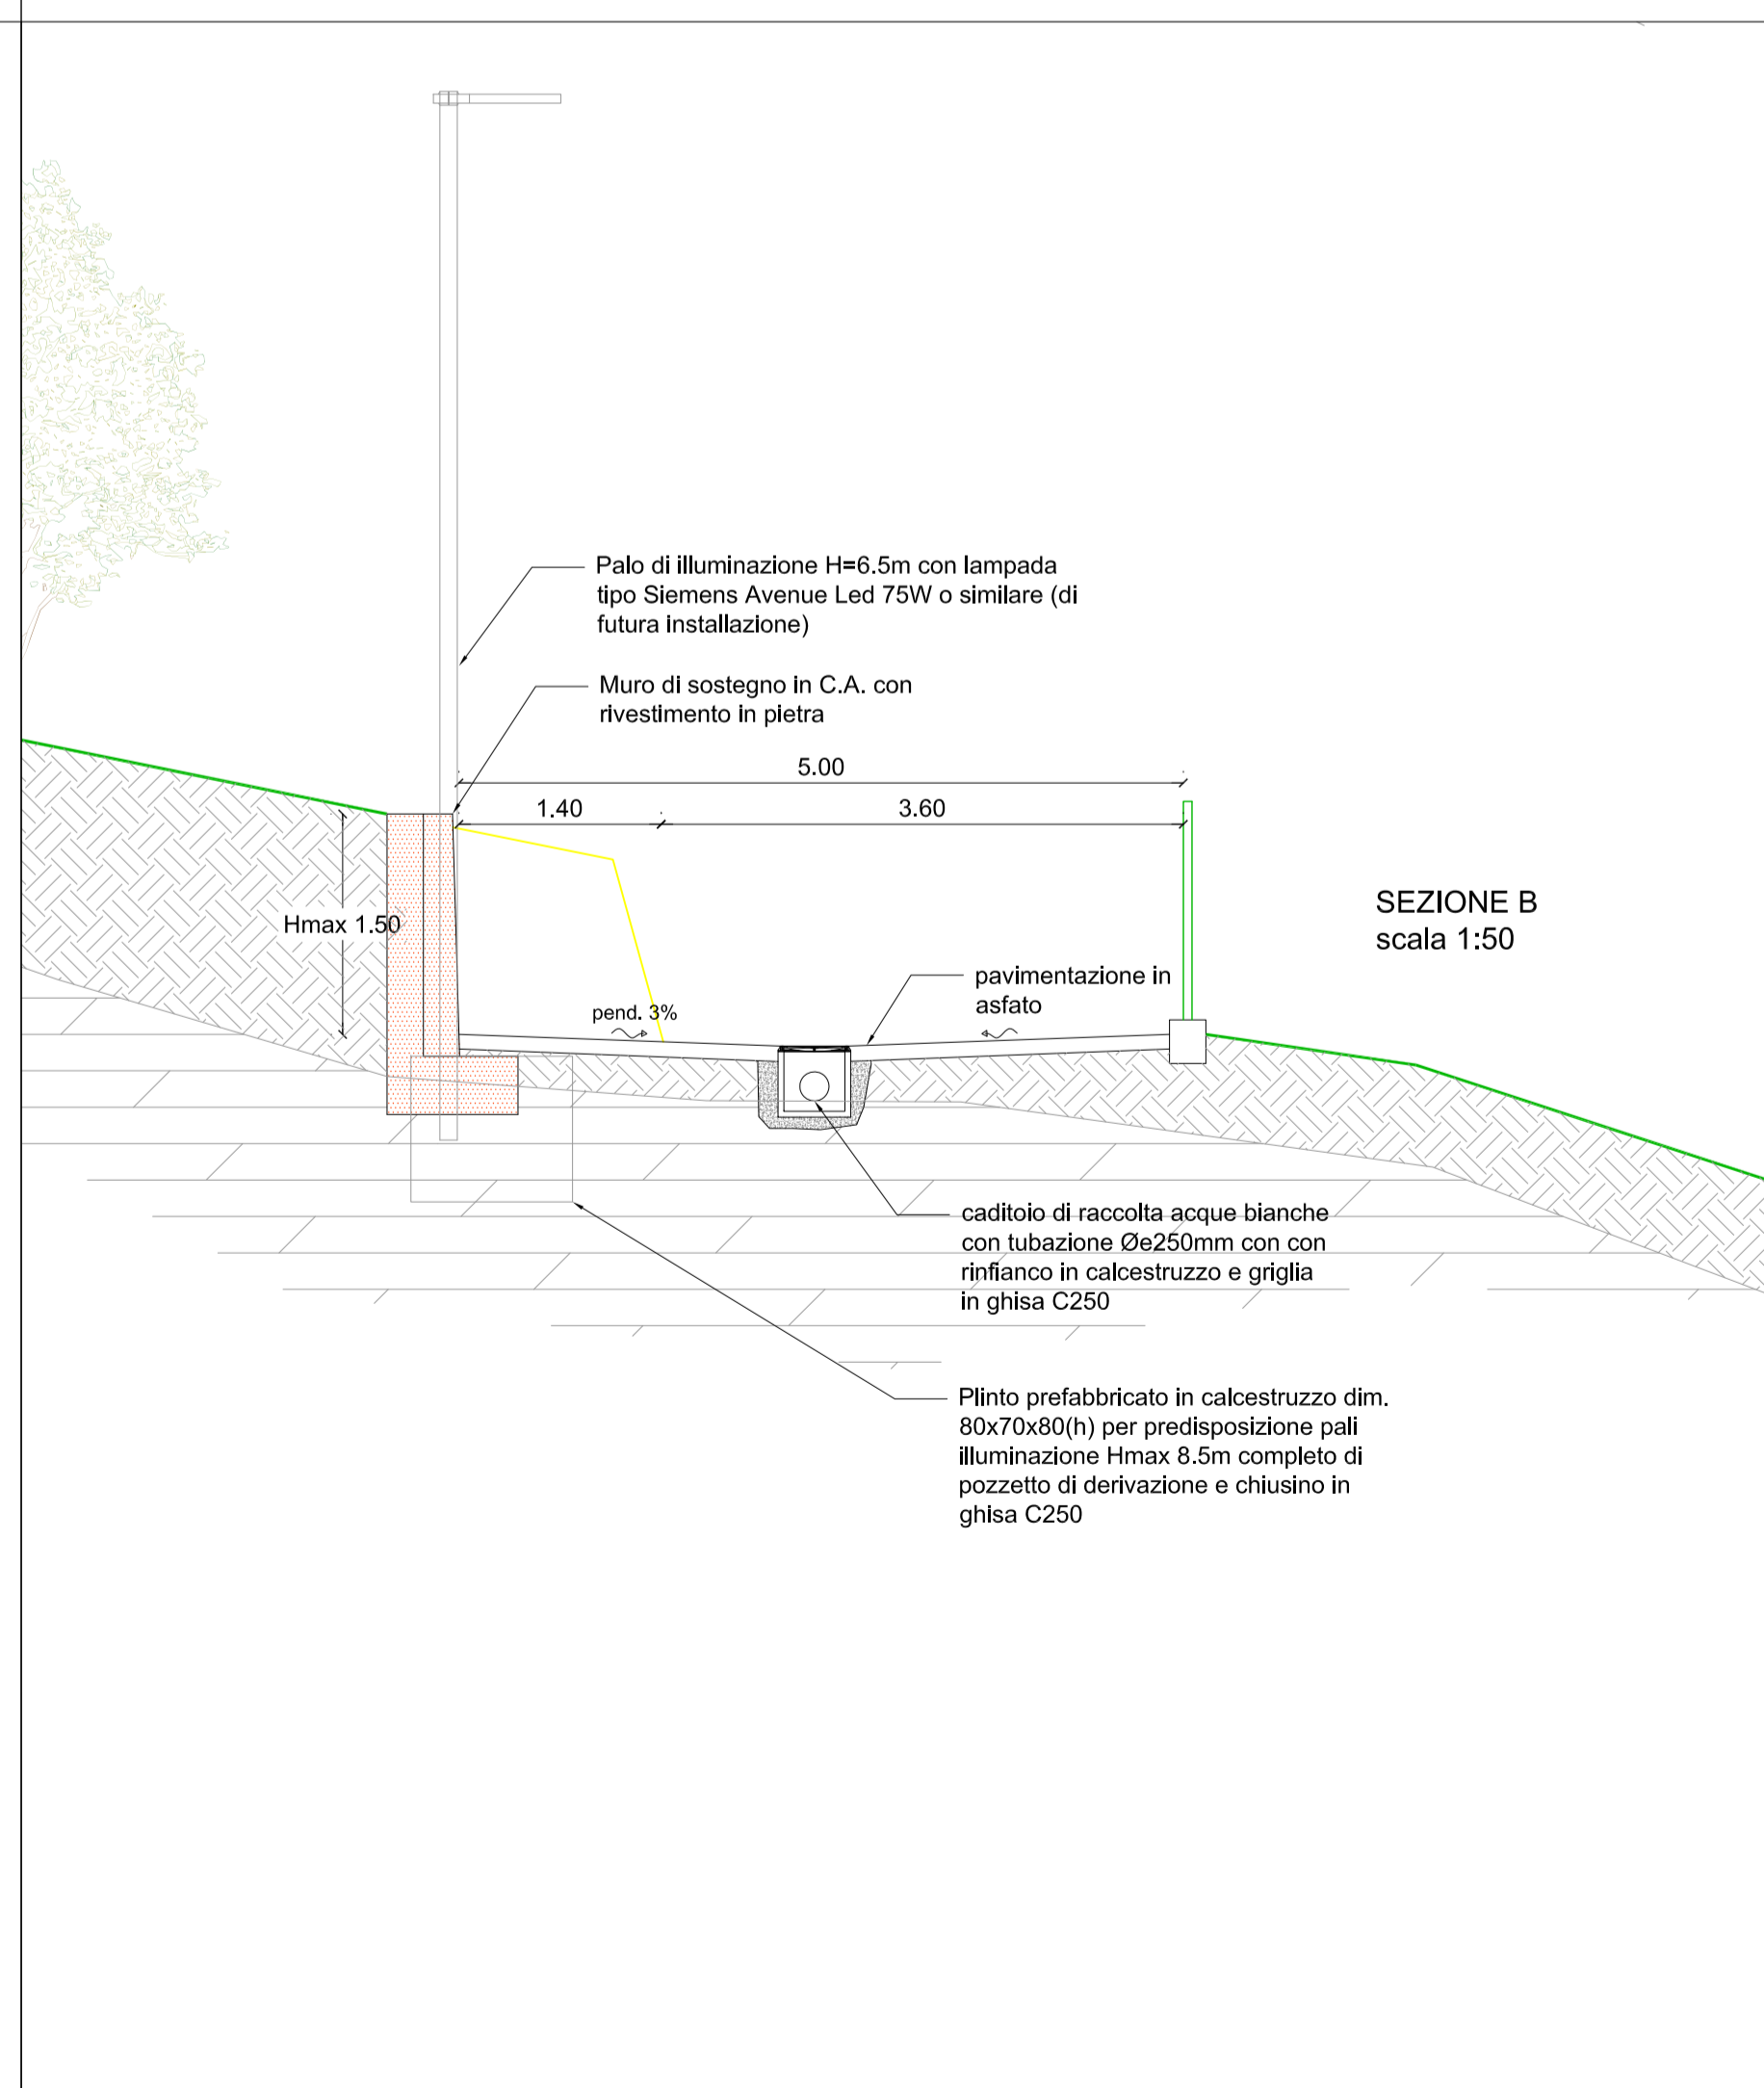 Palo di illuminazione H=6.5m con lampada
tipo Siemens Avenue Led 75W o similare (di
futura installazione)
Muro di sostegno in C.A. con
rivestimento in pietra
5.00
1.40
3.60
Hmax 1.50
SEZIONE B
scala 1:50
pavimentazione in
asfato
pend. 3%
caditoio di raccolta acque bianche
con tubazione Øe250mm con con
rinfianco in calcestruzzo e griglia
in ghisa C250
Plinto prefabbricato in calcestruzzo dim.
80x70x80(h) per predisposizione pali
illuminazione Hmax 8.5m completo di
pozzetto di derivazione e chiusino in
ghisa C250